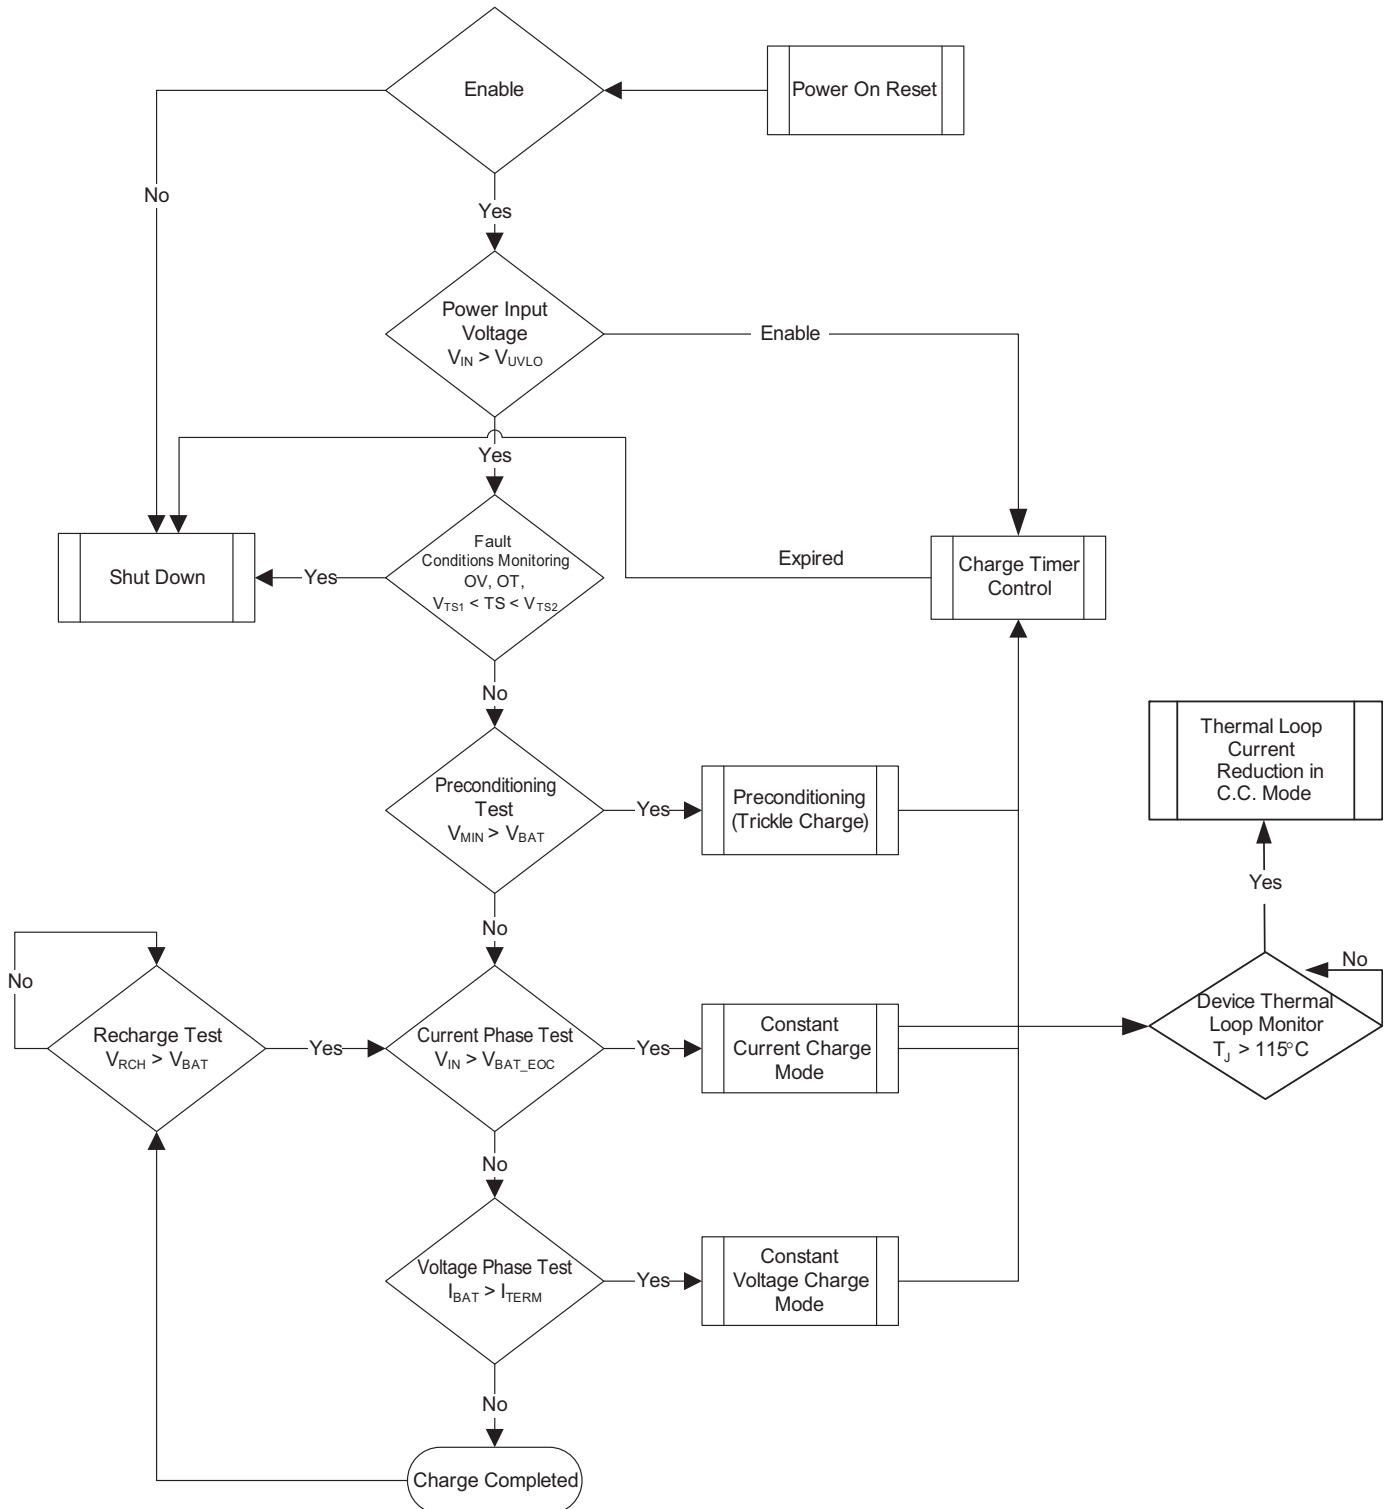 Enable
Power On Reset
No
Yes
Power Input
Voltage
V_IN > V_UVLO
Enable
Yes
Fault
Conditions Monitoring
OV, OT,
V_TS1 < TS < V_TS2
Yes
Shut Down
Expired
Charge Timer
Control
No
Preconditioning
Test
V_MIN > V_BAT
Yes
Preconditioning
(Trickle Charge)
Thermal Loop
Current
Reduction in
C.C. Mode
Yes
No
No
Recharge Test
V_RCH > V_BAT
Yes
Current Phase Test
V_IN > V_BAT_EOC
Yes
Constant
Current Charge
Mode
No
Device Thermal
Loop Monitor
T_J > 115°C
No
Voltage Phase Test
I_BAT > I_TERM
Yes
Constant
Voltage Charge
Mode
No
Charge Completed